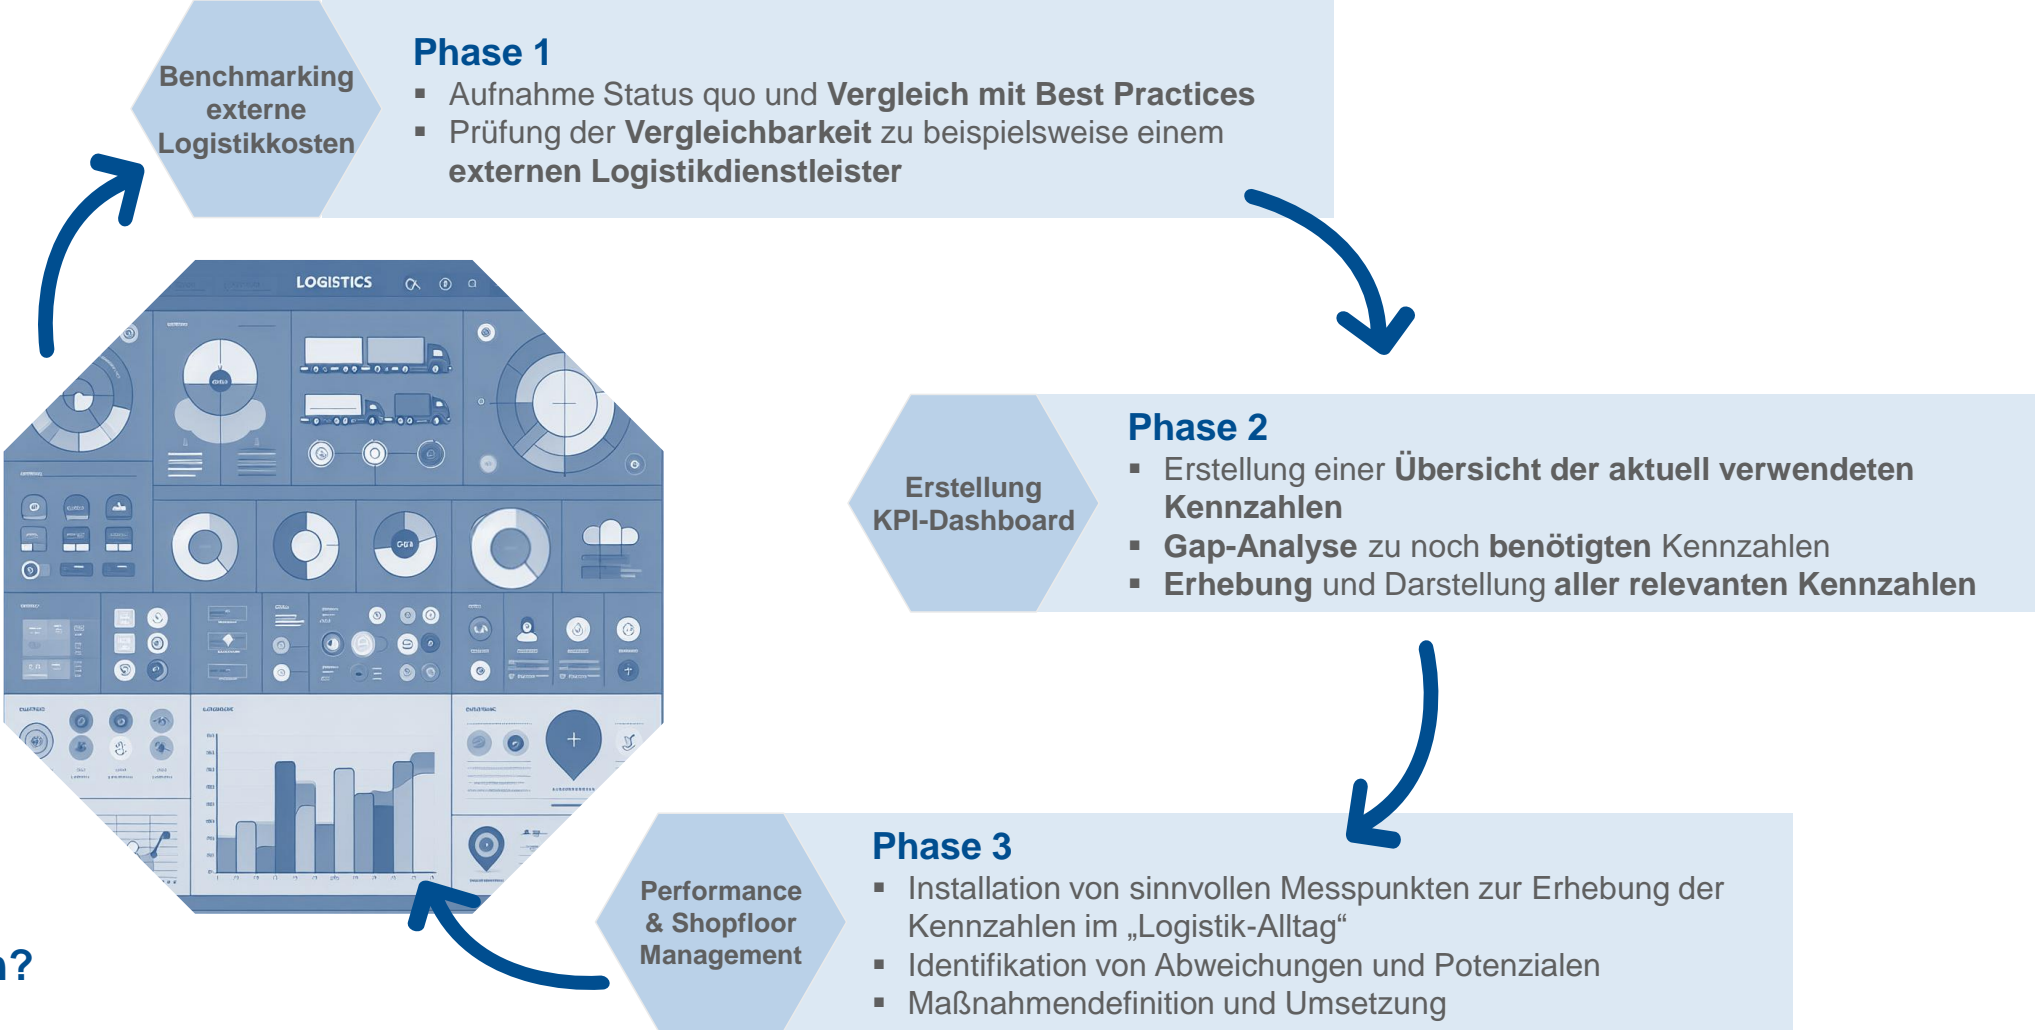 Benchmarking
externe
Logistikkosten
Phase 1
▪ Aufnahme Status quo und Vergleich mit Best Practices
▪ Prüfung der Vergleichbarkeit zu beispielsweise einem
externen Logistikdienstleister
LOGISTICS
Erstellung
KPI-Dashboard
Phase 2
▪ Erstellung einer Übersicht der aktuell verwendeten
Kennzahlen
▪ Gap-Analyse zu noch benötigten Kennzahlen
▪ Erhebung und Darstellung aller relevanten Kennzahlen
Performance
& Shopfloor
Management
Phase 3
▪ Installation von sinnvollen Messpunkten zur Erhebung der
Kennzahlen im „Logistik-Alltag“
▪ Identifikation von Abweichungen und Potenzialen
▪ Maßnahmendefinition und Umsetzung
?